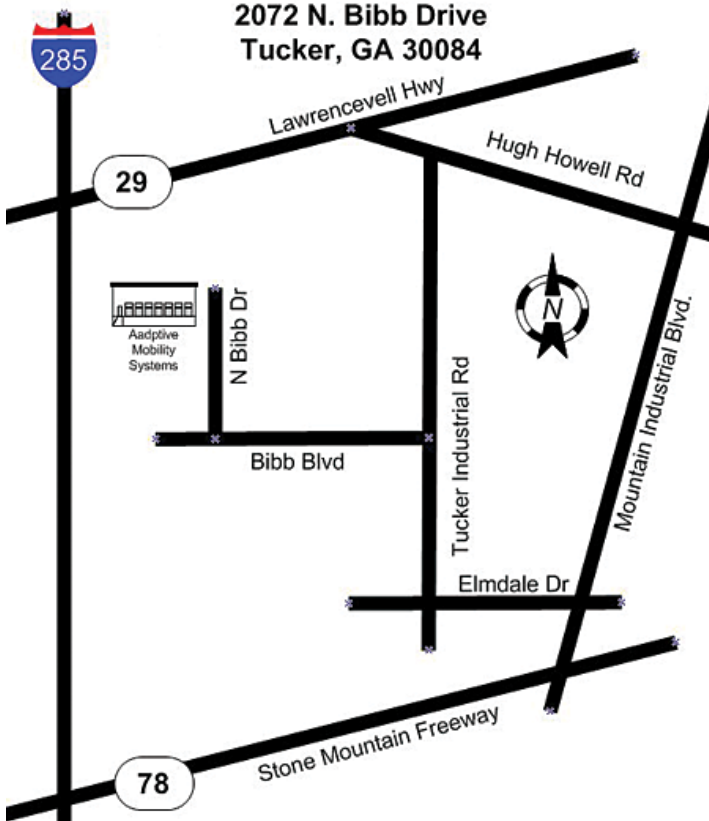 2072 N. Bibb Drive
Tucker, GA 30084
285
Lawrencevell Hwy
Hugh Howell Rd
29
N
Aadptive
Mobility
Systems
N Bibb Dr
Mountain Industrial Blvd.
Tucker Industrial Rd
Bibb Blvd
Elmdale Dr
Stone Mountain Freeway
78